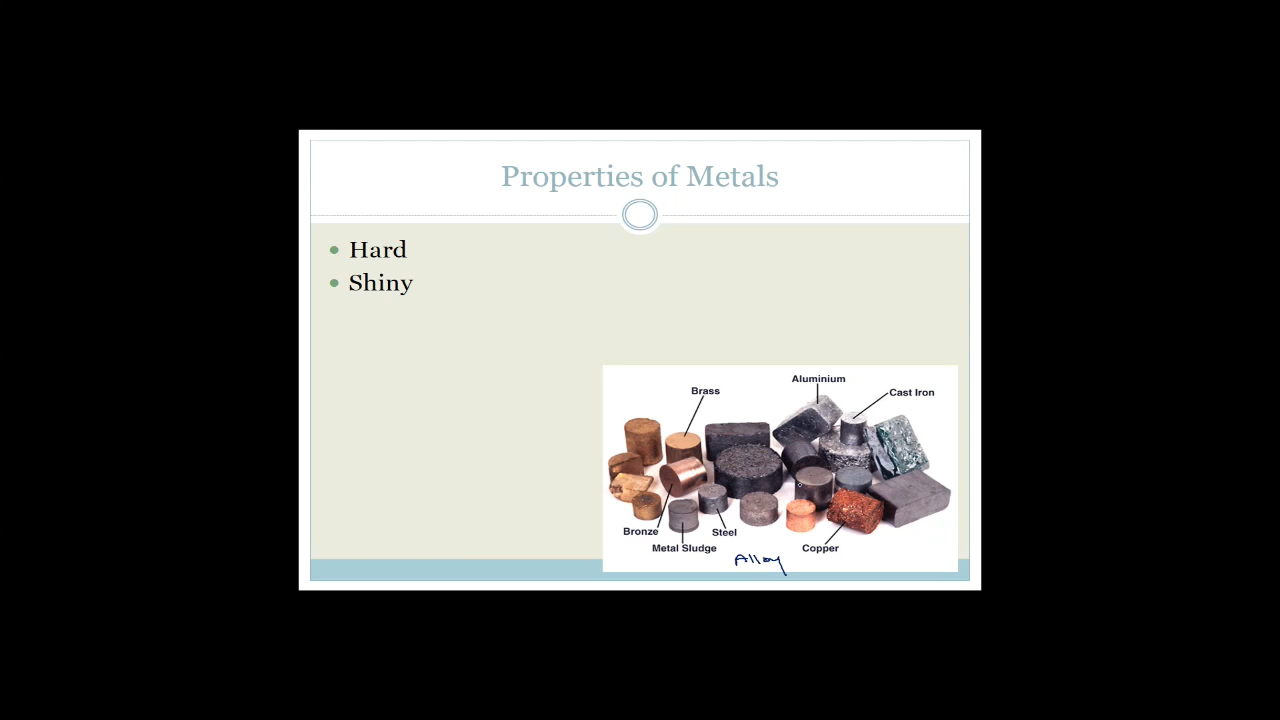 Properties of Metals
Hard
Shiny
Aluminium
Brass
Cast Iron
Bronze
Steel
Metal Sludge
Copper
Alloy